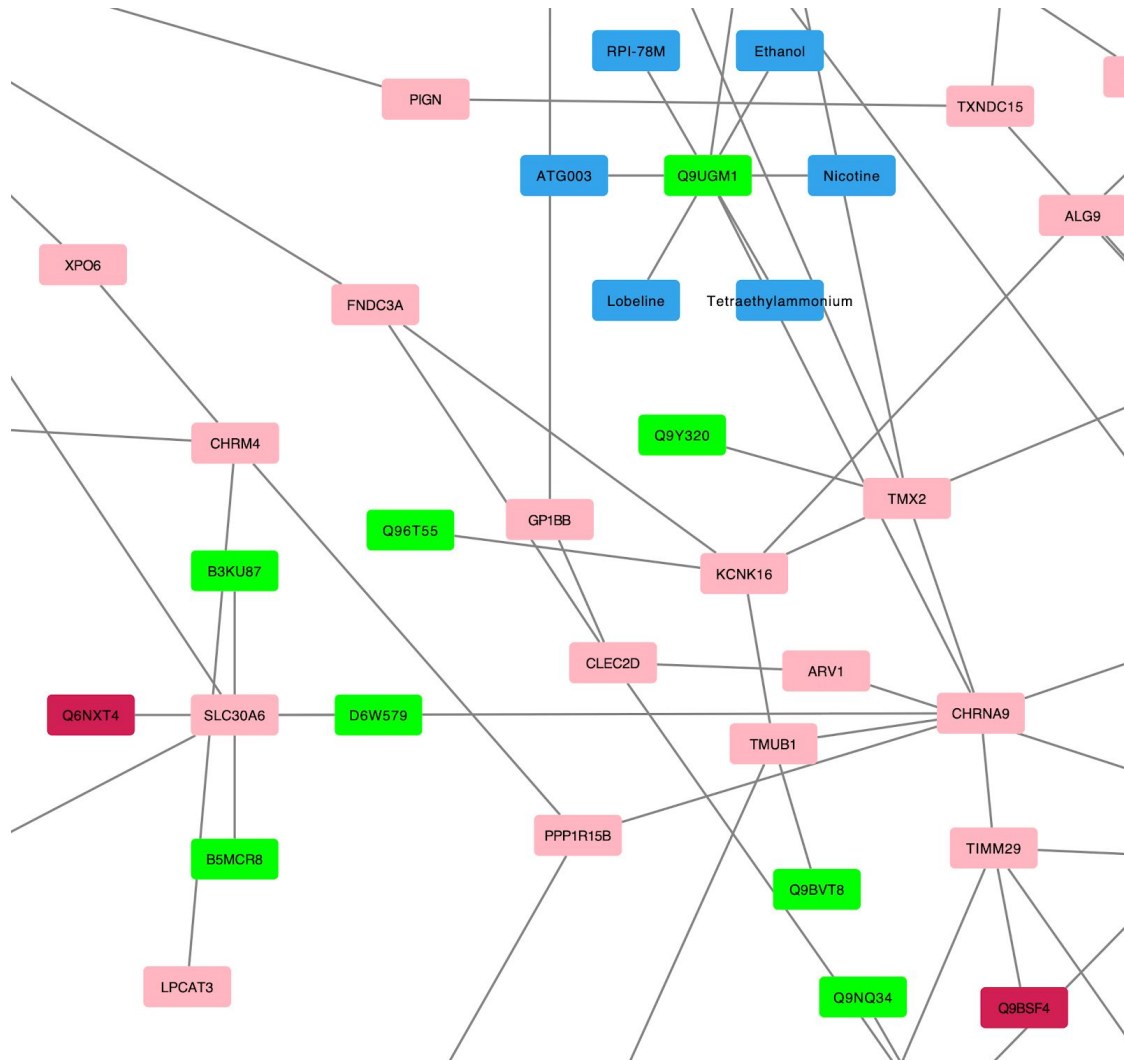 RPI-78M
Ethanol
PIGN
TXNDC15
ATG003
Q9UGM1
Nicotine
ALG9
XPO6
FNDC3A
Lobeline
Tetraethylammonium
CHRM4
Q9Y320
TMX2
Q96T55
GP1BB
B3KU87
KCNK16
CLEC2D
ARV1
Q6NXT4
SLC30A6
D6W579
CHRNA9
TMUB1
PPP1R15B
TIMM29
B5MCR8
Q9BVT8
LPCAT3
Q9NQ34
Q9BSF4